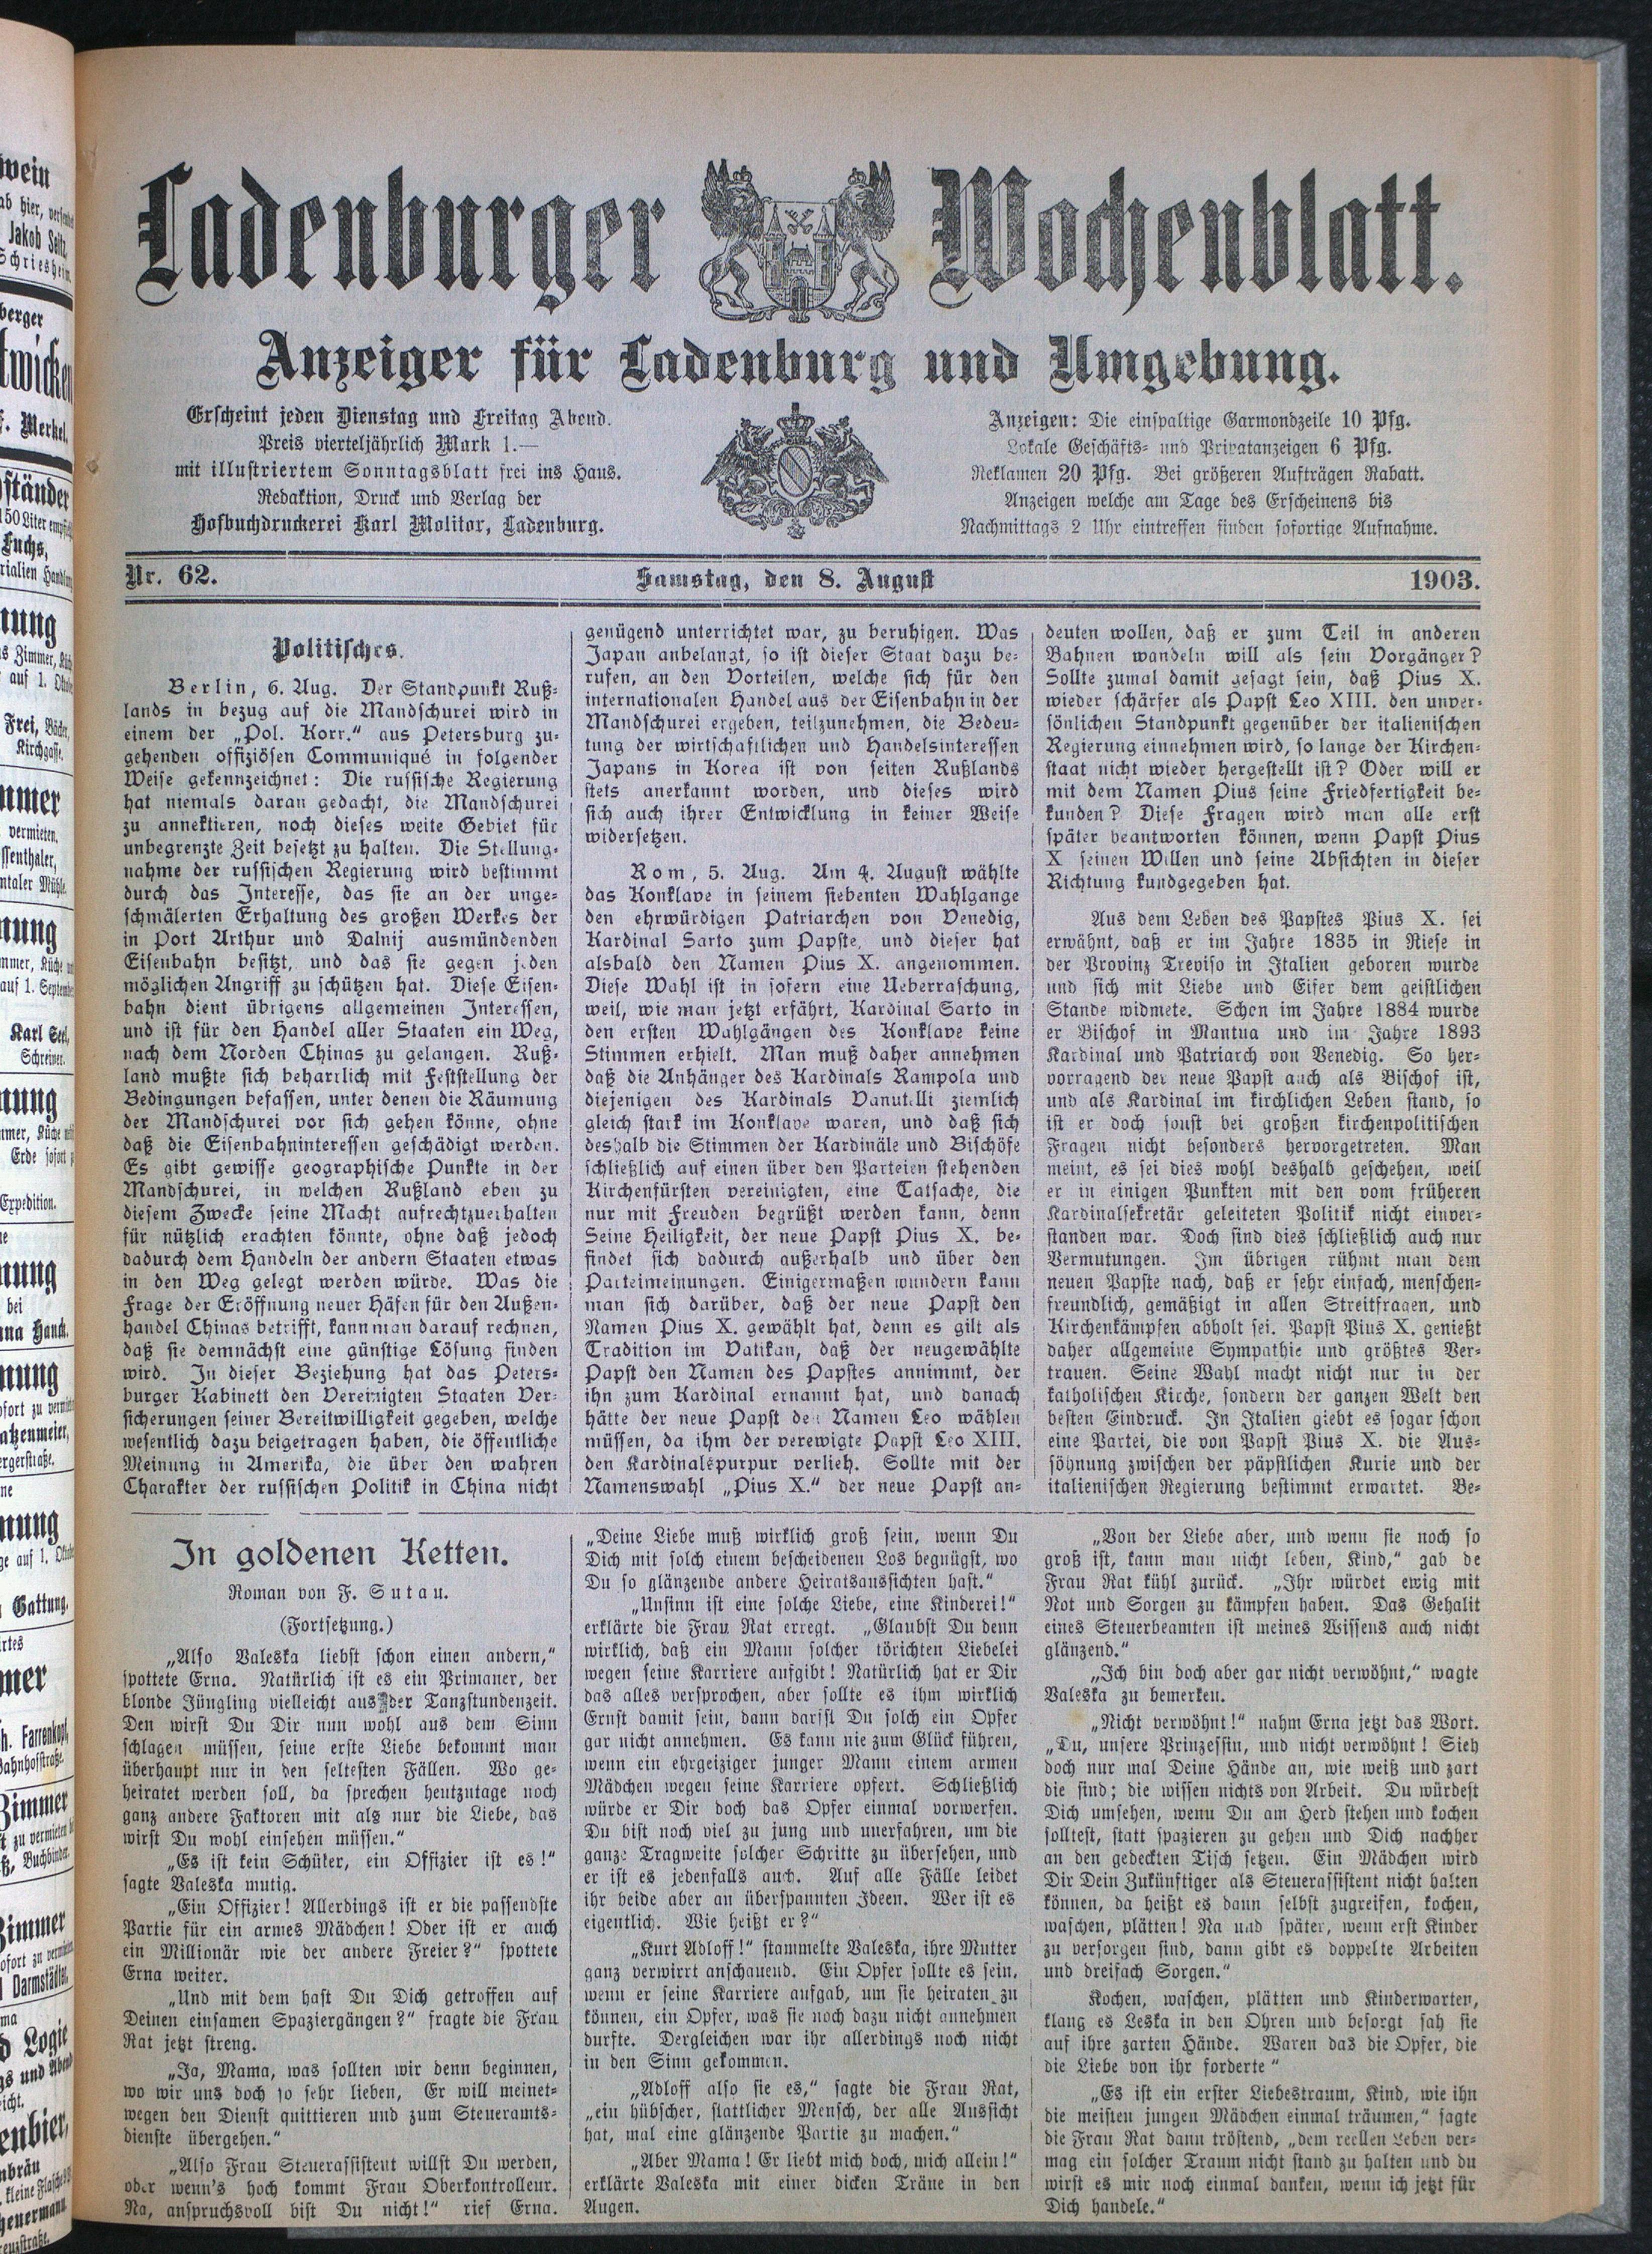 Ladenburger Wochenblatt.
Anzeiger für Ladenburg und Umgebung.
Erscheint jeden Dienstag und Freitag Abend.
Preis vierteljährlich Mark 1.—
mit illustriertem Sonntagsblatt frei ins Haus.
Redaktion, Druck und Verlag der
Hofbuchdruckerei Karl Molitor, Ladenburg.
Anzeigen: Die einspaltige Garmondzeile 10 Pfg.
Lokale Geschäfts- und Privatanzeigen 6 Pfg.
Reklamen 20 Pfg. Bei größeren Aufträgen Rabatt.
Anzeigen welche am Tage des Erscheinens bis
Nachmittags 2 Uhr eintreffen finden sofortige Aufnahme.
Nr. 62. Samstag, den 8. August 1903.
Politisches.
Berlin, 6. Aug. Der Standpunkt Ruß-
lands in bezug auf die Mandschurei wird in
einem der „Pol. Korr.“ aus Petersburg zu-
gehenden offiziösen Communiqué in folgender
Weise gekennzeichnet: Die russische Regierung
hat niemals daran gedacht, die Mandschurei
zu annektieren, noch dieses weite Gebiet für
unbegrenzte Zeit besetzt zu halten. Die Stellung-
nahme der russischen Regierung wird bestimmt
durch das Interesse, das sie an der unge-
schmälerten Erhaltung des großen Werkes der
in Port Arthur und Dalnij ausmündenden
Eisenbahn besitzt, und das sie gegen jeden
möglichen Angriff zu schützen hat. Diese Eisen-
bahn dient übrigens allgemeinen Interessen,
und ist für den Handel aller Staaten ein Weg,
nach dem Norden Chinas zu gelangen. Ruß-
land mußte sich beharrlich mit Feststellung der
Bedingungen befassen, unter denen die Räumung
der Mandschurei vor sich gehen könne, ohne
daß die Eisenbahninteressen geschädigt werden.
Es gibt gewisse geographische Punkte in der
Mandschurei, in welchen Rußland eben zu
diesem Zwecke seine Macht aufrechtzuerhalten
für nützlich erachten könnte, ohne daß jedoch
dadurch dem Handeln der andern Staaten etwas
in den Weg gelegt werden würde. Was die
Frage der Eröffnung neuer Häfen für den Außen-
handel Chinas betrifft, kann man darauf rechnen,
daß sie demnächst eine günstige Lösung finden
wird. In dieser Beziehung hat das Peters-
burger Kabinett den Vereinigten Staaten Ver-
sicherungen seiner Bereitwilligkeit gegeben, welche
wesentlich dazu beigetragen haben, die öffentliche
Meinung in Amerika, die über den wahren
Charakter der russischen Politik in China nicht
genügend unterrichtet war, zu beruhigen. Was
Japan anbelangt, so ist dieser Staat dazu be-
rufen, an den Vorteilen, welche sich für den
internationalen Handel aus der Eisenbahn in der
Mandschurei ergeben, teilzunehmen, die Bedeu-
tung der wirtschaftlichen und Handelsinteressen
Japans in Korea ist von seiten Rußlands
stets anerkannt worden, und dieses wird
sich auch ihrer Entwicklung in keiner Weise
widersetzen.
Rom, 5. Aug. Am 4. August wählte
das Konklave in seinem siebenten Wahlgange
den ehrwürdigen Patriarchen von Venedig,
Kardinal Sarto zum Papste, und dieser hat
alsbald den Namen Pius X. angenommen.
Diese Wahl ist in sofern eine Ueberraschung,
weil, wie man jetzt erfährt, Kardinal Sarto in
den ersten Wahlgängen des Konklave keine
Stimmen erhielt. Man muß daher annehmen
daß die Anhänger des Kardinals Rampola und
diejenigen des Kardinals Vanutelli ziemlich
gleich stark im Konklave waren, und daß sich
deshalb die Stimmen der Kardinäle und Bischöfe
schließlich auf einen über den Parteien stehenden
Kirchenfürsten vereinigten, eine Tatsache, die
nur mit Freuden begrüßt werden kann, denn
Seine Heiligkeit, der neue Papst Pius X. be-
findet sich dadurch außerhalb und über den
Parteimeinungen. Einigermaßen wundern kann
man sich darüber, daß der neue Papst den
Namen Pius X. gewählt hat, denn es gilt als
Tradition im Vatikan, daß der neugewählte
Papst den Namen des Papstes annimmt, der
ihn zum Kardinal ernannt hat, und danach
hätte der neue Papst den Namen Leo wählen
müssen, da ihm der verewigte Papst Leo XIII.
den Kardinalspurpur verlieh. Sollte mit der
Namenswahl „Pius X.“ der neue Papst an-
deuten wollen, daß er zum Teil in anderen
Bahnen wandeln will als sein Vorgänger?
Sollte zumal damit gesagt sein, daß Pius X.
wieder schärfer als Papst Leo XIII. den unver-
söhnlichen Standpunkt gegenüber der italienischen
Regierung einnehmen wird, so lange der Kirchen-
staat nicht wieder hergestellt ist? Oder will er
mit dem Namen Pius seine Friedfertigkeit be-
kunden? Diese Fragen wird man alle erst
später beantworten können, wenn Papst Pius
X seinen Willen und seine Absichten in dieser
Richtung kundgegeben hat.
Aus dem Leben des Papstes Pius X. sei
erwähnt, daß er im Jahre 1835 in Riese in
der Provinz Treviso in Italien geboren wurde
und sich mit Liebe und Eifer dem geistlichen
Stande widmete. Schon im Jahre 1884 wurde
er Bischof in Mantua und im Jahre 1893
Kardinal und Patriarch von Venedig. So her-
vorragend der neue Papst auch als Bischof ist,
und als Kardinal im kirchlichen Leben stand, so
ist er doch sonst bei großen kirchenpolitischen
Fragen nicht besonders hervorgetreten. Man
meint, es sei dies wohl deshalb geschehen, weil
er in einigen Punkten mit den vom früheren
Kardinalsekretär geleiteten Politik nicht einver-
standen war. Doch sind dies schließlich auch nur
Vermutungen. Im übrigen rühmt man dem
neuen Papste nach, daß er sehr einfach, menschen-
freundlich, gemäßigt in allen Streitfragen, und
Kirchenkämpfen abholt sei. Papst Pius X. genießt
daher allgemeine Sympathie und größtes Ver-
trauen. Seine Wahl macht nicht nur in der
katholischen Kirche, sondern der ganzen Welt den
besten Eindruck. In Italien giebt es sogar schon
eine Partei, die von Papst Pius X. die Aus-
söhnung zwischen der päpstlichen Kurie und der
italienischen Regierung bestimmt erwartet. Be-
In goldenen Ketten.
Roman von F. Sutau.
(Fortsetzung.)
„Also Valeska liebst schon einen andern,“
spottete Erna. Natürlich ist es ein Primaner, der
blonde Jüngling vielleicht aus der Tanzstundenzeit.
Den wirst Du Dir nun wohl aus dem Sinn
schlagen müssen, seine erste Liebe bekommt man
überhaupt nur in den seltesten Fällen. Wo ge-
heiratet werden soll, da sprechen heutzutage noch
ganz andere Faktoren mit als nur die Liebe, das
wirst Du wohl einsehen müssen.“
„Es ist kein Schüler, ein Offizier ist es!“
sagte Valeska mutig.
„Ein Offizier! Allerdings ist er die passendste
Partie für ein armes Mädchen! Oder ist er auch
ein Millionär wie der andere Freier?“ spottete
Erna weiter.
„Und mit dem hast Du Dich getroffen auf
Deinen einsamen Spaziergängen?“ fragte die Frau
Rat jetzt streng.
„Ja, Mama, was sollten wir denn beginnen,
wo wir uns doch so sehr lieben, Er will meinet-
wegen den Dienst quittieren und zum Steueramts-
dienste übergehen.“
„Also Frau Steuerassistent willst Du werden,
oder wenn's hoch kommt Frau Oberkontrolleur.
Na, anspruchsvoll bist Du nicht!“ rief Erna.
„Deine Liebe muß wirklich groß sein, wenn Du
Dich mit solch einem bescheidenen Los begnügst, wo
Du so glänzende andere Heiratsaussichten hast.“
„Unsinn ist eine solche Liebe, eine Kinderei!“
erklärte die Frau Rat erregt. „Glaubst Du denn
wirklich, daß ein Mann solcher törichten Liebelei
wegen seine Karriere aufgibt! Natürlich hat er Dir
das alles versprochen, aber sollte es ihm wirklich
Ernst damit sein, dann darfst Du solch ein Opfer
gar nicht annehmen. Es kann nie zum Glück führen,
wenn ein ehrgeiziger junger Mann einem armen
Mädchen wegen seine Karriere opfert. Schließlich
würde er Dir doch das Opfer einmal vorwerfen.
Du bist noch viel zu jung und unerfahren, um die
ganze Tragweite solcher Schritte zu übersehen, und
er ist es jedenfalls auch. Auf alle Fälle leidet
ihr beide aber an überspannten Ideen. Wer ist es
eigentlich. Wie heißt er?“
„Kurt Adloff!“ stammelte Valeska, ihre Mutter
ganz verwirrt anschauend. Ein Opfer sollte es sein,
wenn er seine Karriere aufgab, um sie heiraten zu
können, ein Opfer, was sie noch dazu nicht annehmen
durfte. Dergleichen war ihr allerdings noch nicht
in den Sinn gekommen.
„Adloff also sie es,“ sagte die Frau Rat,
„ein hübscher, stattlicher Mensch, der alle Aussicht
hat, mal eine glänzende Partie zu machen.“
„Aber Mama! Er liebt mich doch, mich allein!“
erklärte Valeska mit einer dicken Träne in den
Augen.
„Von der Liebe aber, und wenn sie noch so
groß ist, kann man nicht leben, Kind,“ gab de
Frau Rat kühl zurück. „Ihr würdet ewig mit
Not und Sorgen zu kämpfen haben. Das Gehalit
eines Steuerbeamten ist meines Wissens auch nicht
glänzend.“
„Ich bin doch aber gar nicht verwöhnt,“ wagte
Valeska zu bemerken.
„Nicht verwöhnt!“ nahm Erna jetzt das Wort.
„Du, unsere Prinzessin, und nicht verwöhnt! Sieh
doch nur mal Deine Hände an, wie weiß und zart
die sind; die wissen nichts von Arbeit. Du würdest
Dich umsehen, wenn Du am Herd stehen und kochen
solltest, statt spazieren zu gehen und Dich nachher
an den gedeckten Tisch setzen. Ein Mädchen wird
Dir Dein Zukünftiger als Steuerassistent nicht halten
können, da heißt es dann selbst zugreifen, kochen,
waschen, plätten! Na und später, wenn erst Kinder
zu versorgen sind, dann gibt es doppelte Arbeiten
und dreifach Sorgen.“
Kochen, waschen, plätten und Kinderwarten,
klang es Leska in den Ohren und besorgt sah sie
auf ihre zarten Hände. Waren das die Opfer, die
die Liebe von ihr forderte“
„Es ist ein erster Liebestraum, Kind, wie ihn
die meisten jungen Mädchen einmal träumen,“ sagte
die Frau Rat dann tröstend, „dem reellen Leben ver-
mag ein solcher Traum nicht stand zu halten und du
wirst es mir noch einmal danken, wenn ich jetzt für
Dich handele.“